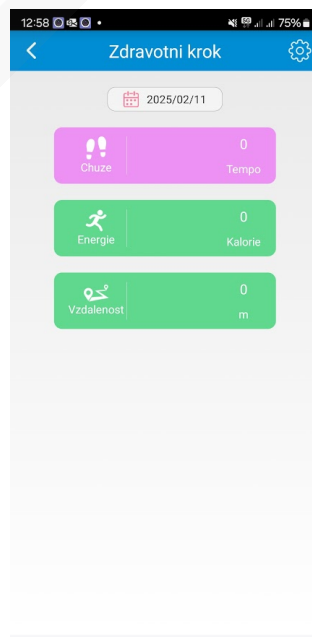 12:58 75%
Zdravotni krok
2025/02/11
0
Chuze Tempo
0
Energie Kalorie
0
Vzdalenost m